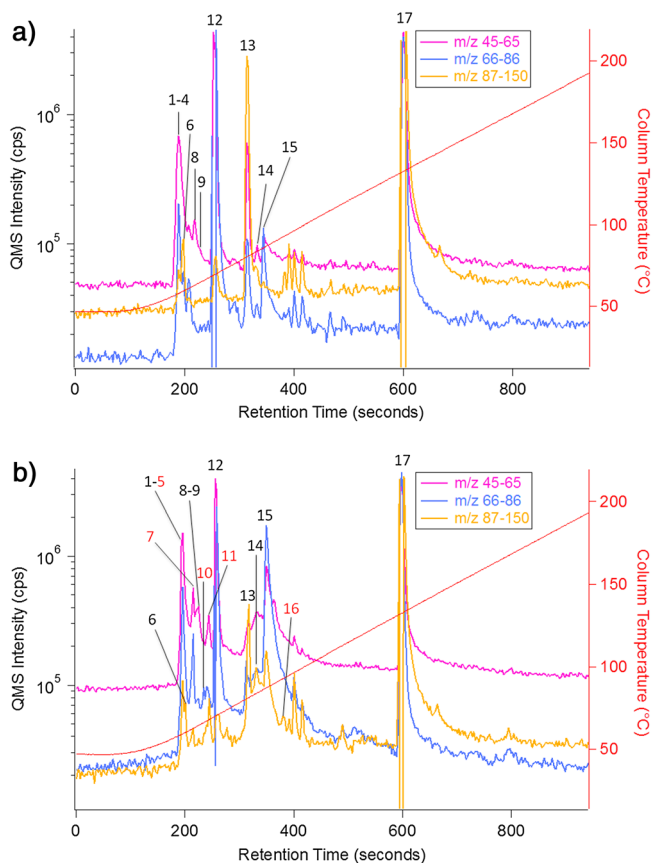 a)
12
17
13
1-4
6
8
9
14
15
m/z 45-65
m/z 66-86
m/z 87-150
QMS Intensity (cps)
10⁶
10⁵
200
150
100
50
Column Temperature (°C)
0 200 400 600 800
Retention Time (seconds)
b)
12
17
1-5
8-9
7
10
11
6
13
14
15
16
m/z 45-65
m/z 66-86
m/z 87-150
QMS Intensity (cps)
10⁶
10⁵
200
150
100
50
Column Temperature (°C)
0 200 400 600 800
Retention Time (seconds)